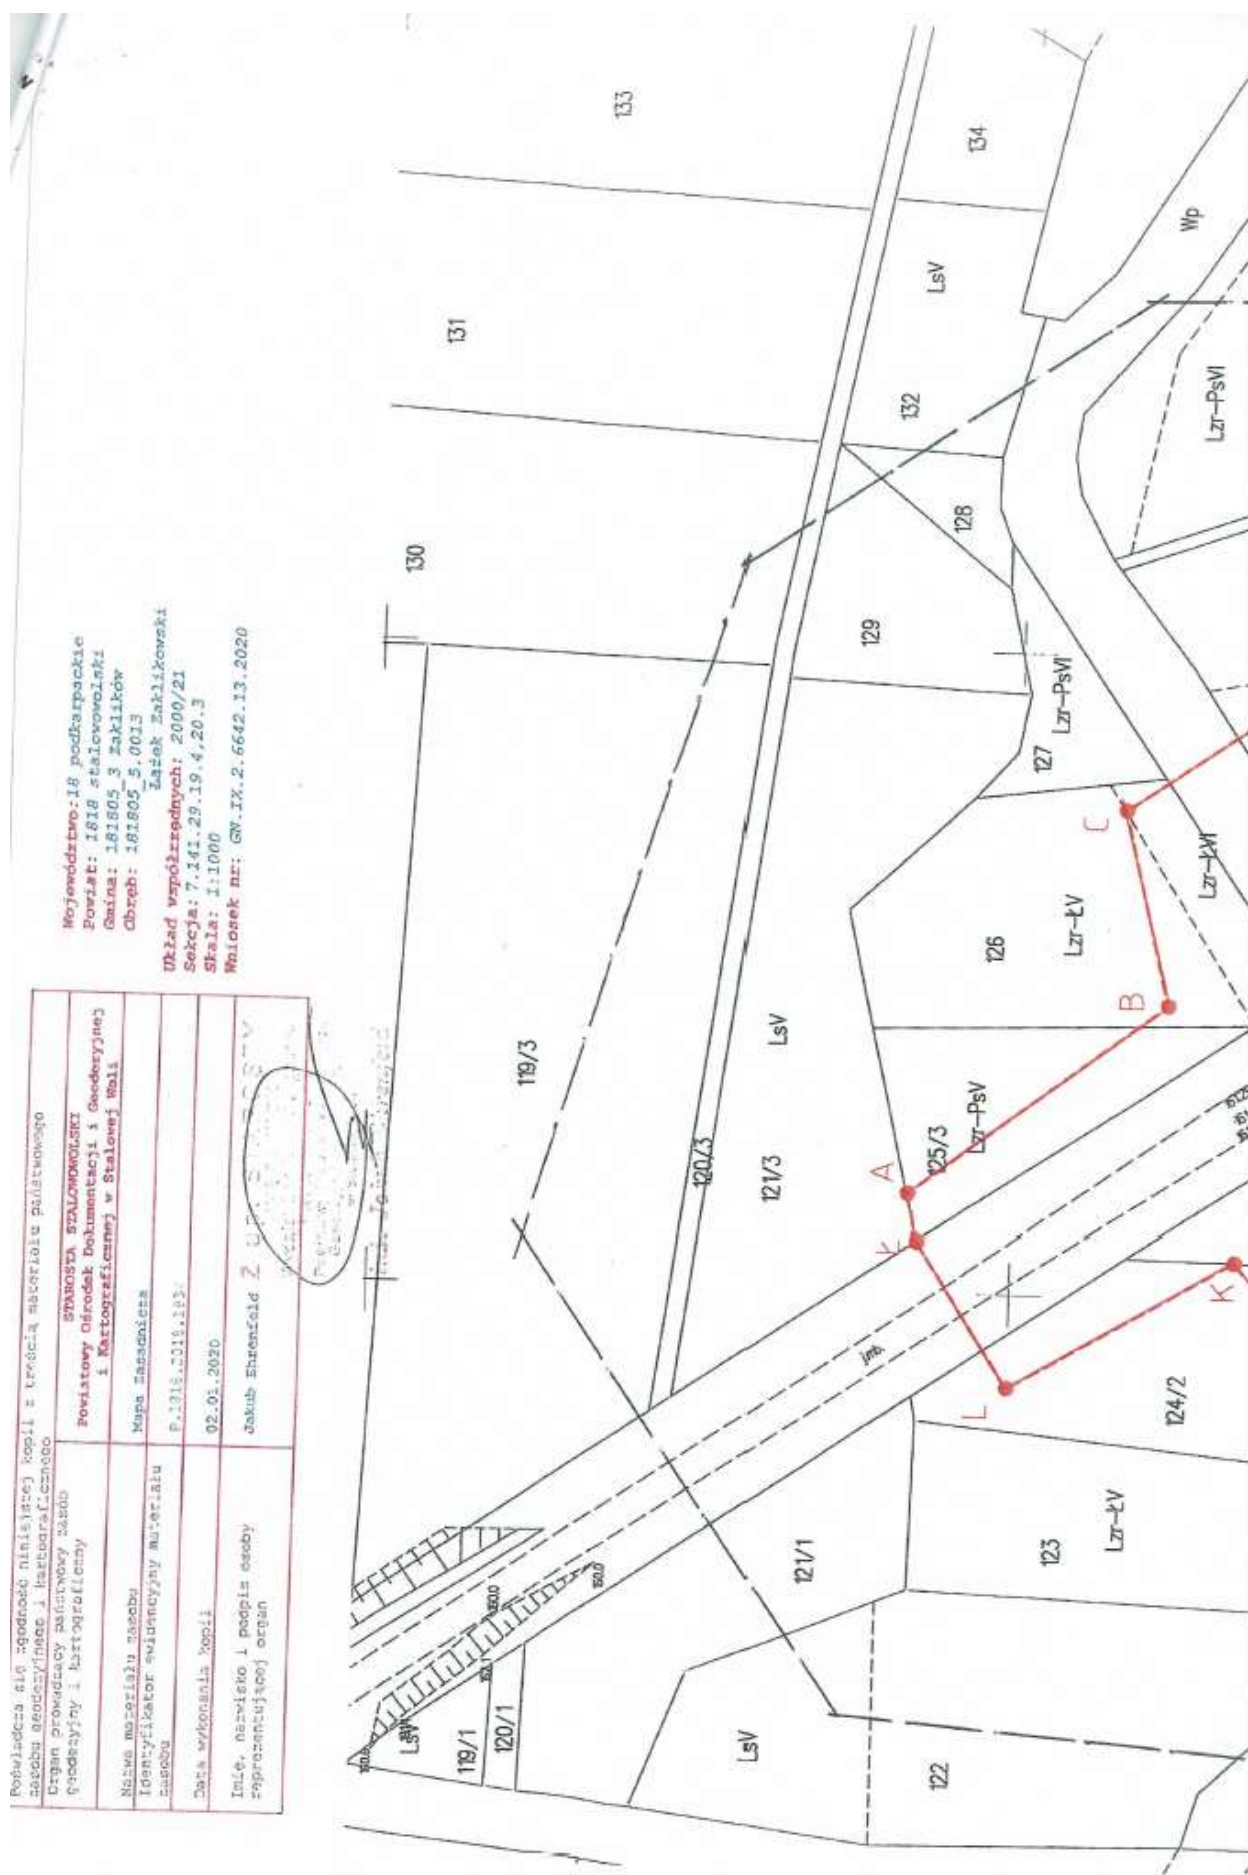 Poświadcza się zgodność niniejszej kopii z treścią materiału państwowego
zasobu geodezyjnego i kartograficznego
Organ prowadzący państwowy zasób
geodezyjny i kartograficzny
STAROSTA STALOWOWOLSKI
Powiatowy Ośrodek Dokumentacji i Geodezyjnej
i Kartograficznej w Stalowej Woli
Nazwa materiału zasobu
Mapa Zasadnicza
Identyfikator ewidencyjny materiału
zasobu
Data wykonania kopii
02.01.2020
Imię, nazwisko i podpis osoby
reprezentującej organ
Jakub Ehrenfeld
Województwo:18 podkarpackie
Powiat: 1818 stalowowolski
Gmina: 181805_3 Zaklików
Obręb: 181805_5.0013
Łążek Zaklikowski
Układ współrzędnych: 2000/21
Sekcja: 7.141.29.19.4,20.3
Skala: 1:1000
Wniosek nr: GN.IX.2.6642.13.2020
133
134
131
LsV
Wp
132
Lzr-PsVI
130
128
129
127
Lzr-PsVI
C
Lzr-ŁVI
126
Lzr-ŁV
B
119/3
LsV
120/3
121/3
125/3
Lzr-PsV
A
K
L
jmb.
124/2
121/1
123
Lzr-ŁV
160.0
160.0
119/1
120/1
LsV
122